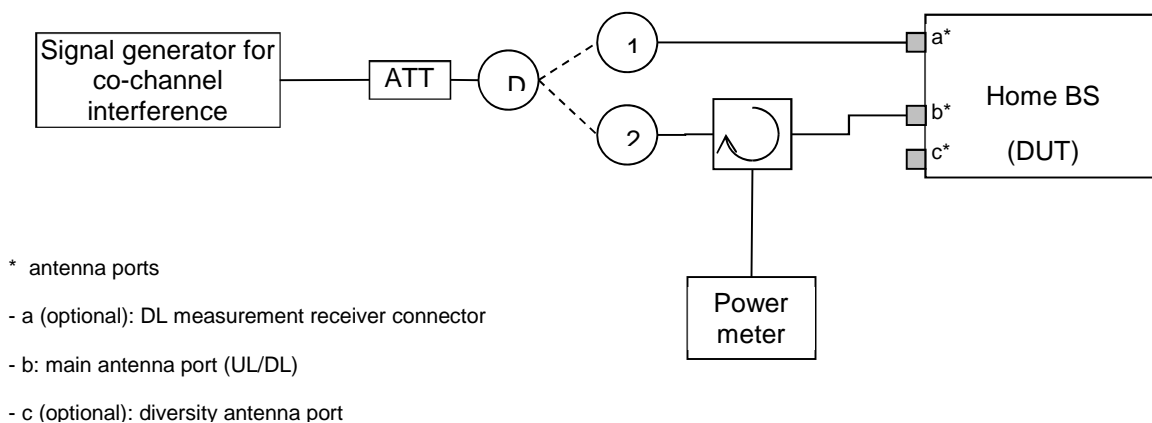 Signal generator for
co-channel
interference
ATT
D
1
2
a*
b*
c*
Home BS
(DUT)
Power
meter
* antenna ports
- a (optional): DL measurement receiver connector
- b: main antenna port (UL/DL)
- c (optional): diversity antenna port